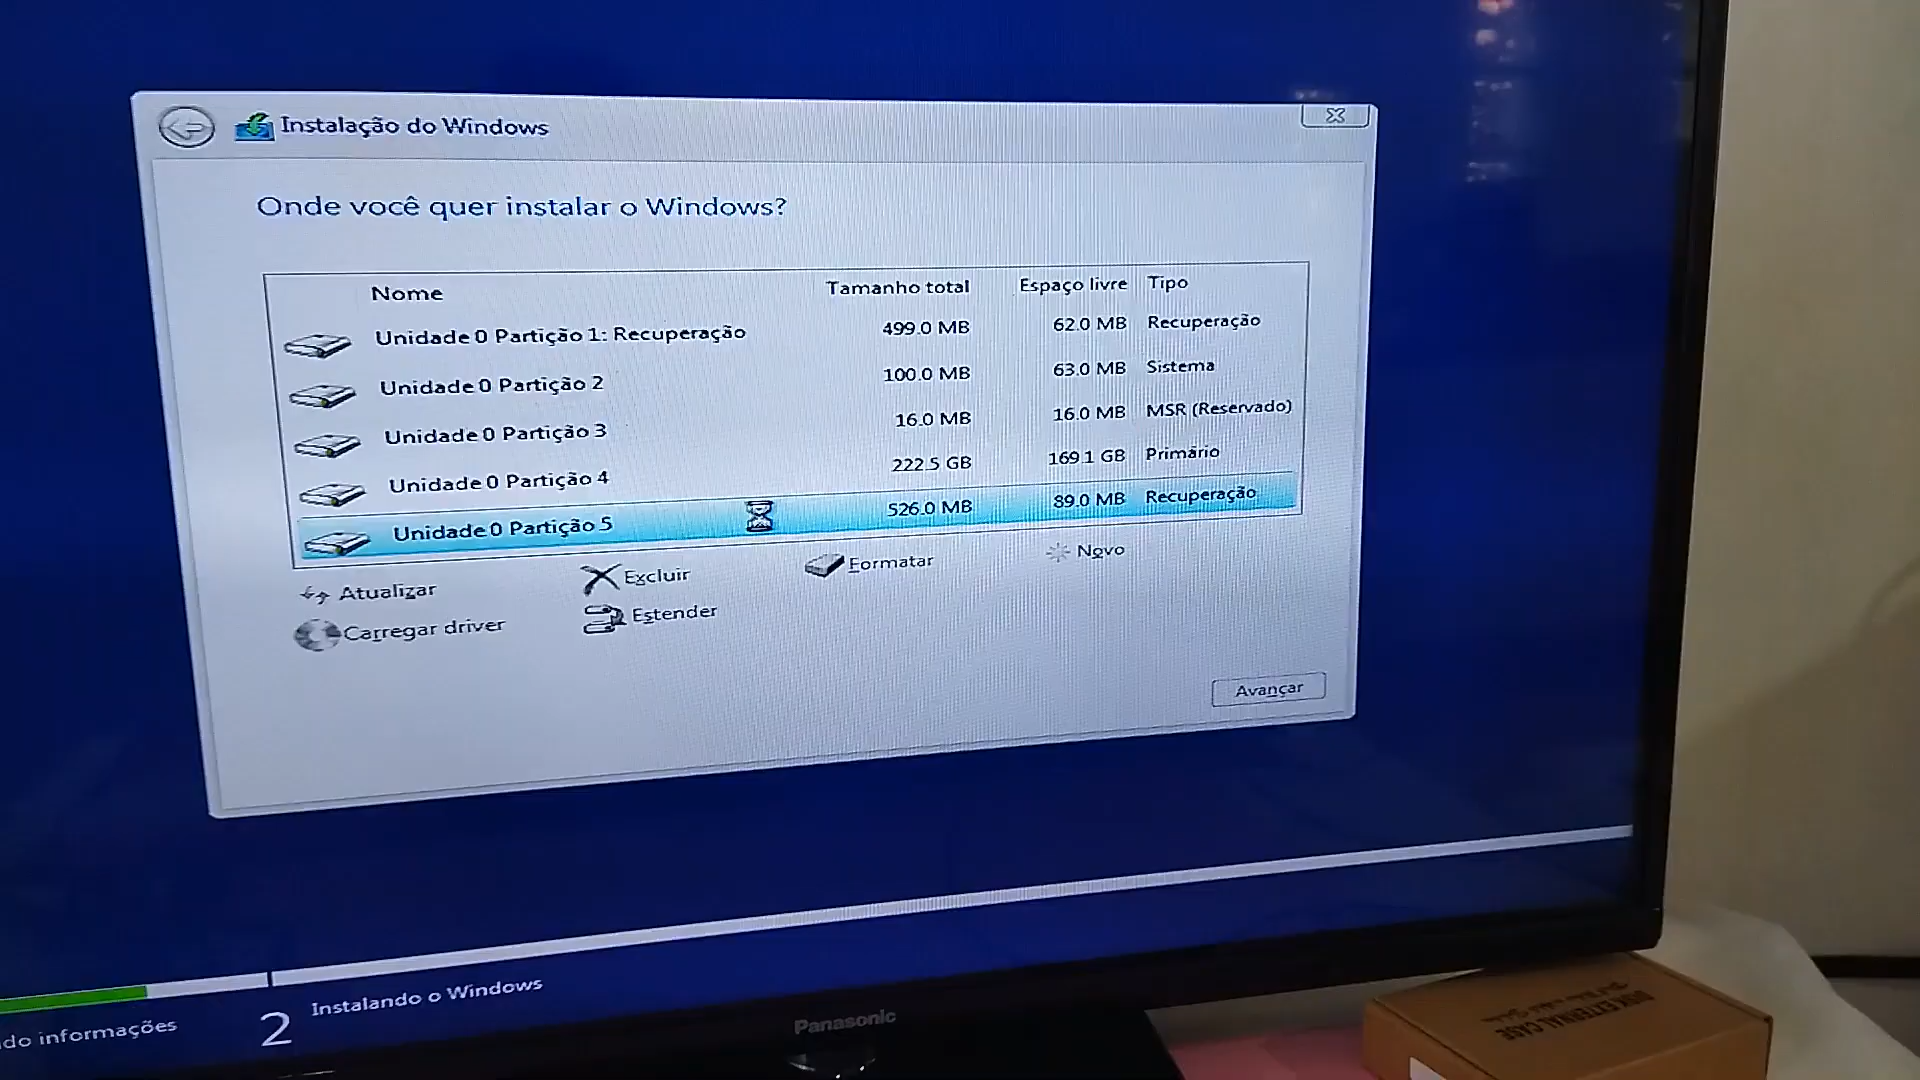 Instalação do Windows
Onde você quer instalar o Windows?
Nome Tamanho total Espaço livre Tipo
Unidade 0 Partição 1: Recuperação 499.0 MB 62.0 MB Recuperação
Unidade 0 Partição 2 100.0 MB 63.0 MB Sistema
Unidade 0 Partição 3 16.0 MB 16.0 MB MSR (Reservado)
Unidade 0 Partição 4 222.5 GB 169.1 GB Primário
Unidade 0 Partição 5 526.0 MB 89.0 MB Recuperação
Atualizar Excluir Formatar Novo
Carregar driver Estender
Avançar
do informações 2 Instalando o Windows
Panasonic
DISK EXTERNAL CASE